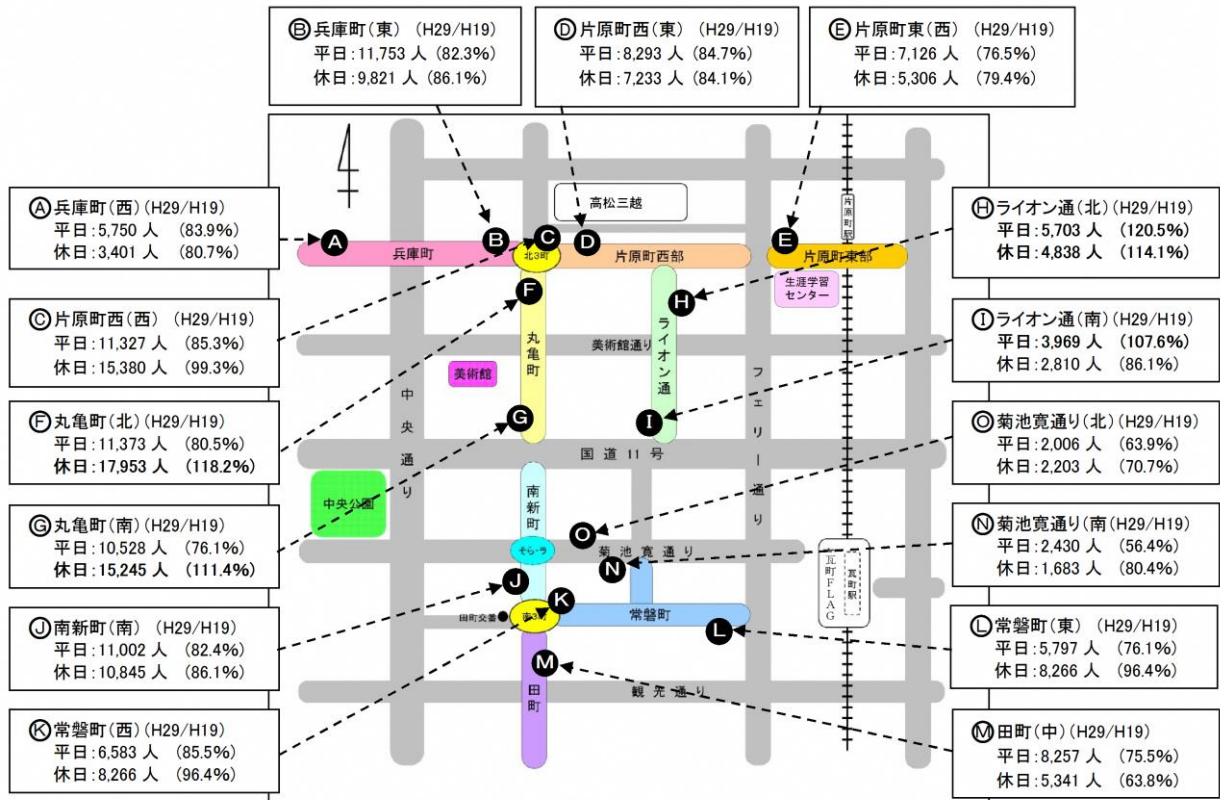 Ⓑ兵庫町(東) (H29/H19)
平日:11,753 人 (82.3%)
休日:9,821 人 (86.1%)
Ⓓ片原町西(東) (H29/H19)
平日:8,293 人 (84.7%)
休日:7,233 人 (84.1%)
Ⓔ片原町東(西) (H29/H19)
平日:7,126 人 (76.5%)
休日:5,306 人 (79.4%)
Ⓐ兵庫町(西)(H29/H19)
平日:5,750 人 (83.9%)
休日:3,401 人 (80.7%)
Ⓒ片原町西(西) (H29/H19)
平日:11,327 人 (85.3%)
休日:15,380 人 (99.3%)
Ⓕ丸亀町(北)(H29/H19)
平日:11,373 人 (80.5%)
休日:17,953 人 (118.2%)
Ⓖ丸亀町(南)(H29/H19)
平日:10,528 人 (76.1%)
休日:15,245 人 (111.4%)
Ⓙ南新町(南) (H29/H19)
平日:11,002 人 (82.4%)
休日:10,845 人 (86.1%)
Ⓚ常磐町(西)(H29/H19)
平日:6,583 人 (85.5%)
休日:8,266 人 (96.4%)
高松三越
片原町駅
A
B
C
D
E
兵庫町
北3町
片原町西部
片原町東部
生涯学習
センター
F
H
丸亀町
ライオン通
美術館通り
美術館
中央通り
フェリー通り
G
I
国道11号
中央公園
南新町
O
そら・ラ
菊池寛通り
N
瓦町FLAG
瓦町駅
J
K
田町交番
南3町
常磐町
L
M
田町
観光通り
Ⓗライオン通(北)(H29/H19)
平日:5,703 人 (120.5%)
休日:4,838 人 (114.1%)
Ⓘライオン通(南)(H29/H19)
平日:3,969 人 (107.6%)
休日:2,810 人 (86.1%)
Ⓞ菊池寛通り(北)(H29/H19)
平日:2,006 人 (63.9%)
休日:2,203 人 (70.7%)
Ⓝ菊池寛通り(南(H29/H19)
平日:2,430 人 (56.4%)
休日:1,683 人 (80.4%)
Ⓛ常磐町(東) (H29/H19)
平日:5,797 人 (76.1%)
休日:8,266 人 (96.4%)
Ⓜ田町(中)(H29/H19)
平日:8,257 人 (75.5%)
休日:5,341 人 (63.8%)